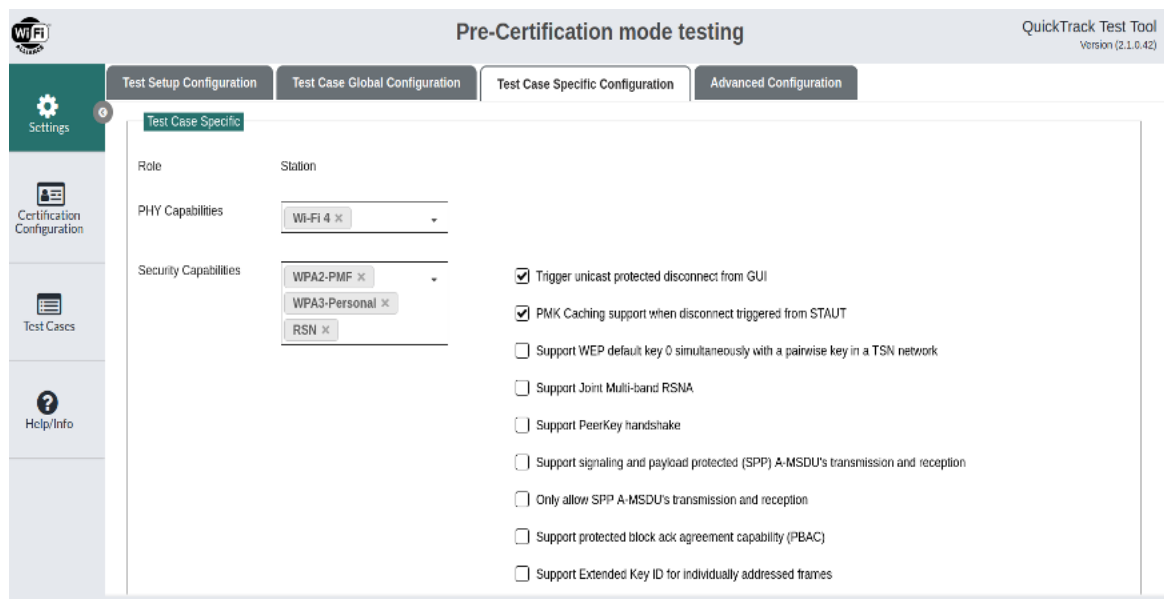 Wi Fi
ALLIANCE
Pre-Certification mode testing
QuickTrack Test Tool
Version (2.1.0.42)
Settings
Certification
Configuration
Test Cases
Help/Info
Test Setup Configuration
Test Case Global Configuration
Test Case Specific Configuration
Advanced Configuration
Test Case Specific
Role
Station
PHY Capabilities
Wi-Fi 4 ×
Security Capabilities
WPA2-PMF ×
WPA3-Personal ×
RSN ×
Trigger unicast protected disconnect from GUI
PMK Caching support when disconnect triggered from STAUT
Support WEP default key 0 simultaneously with a pairwise key in a TSN network
Support Joint Multi-band RSNA
Support PeerKey handshake
Support signaling and payload protected (SPP) A-MSDU's transmission and reception
Only allow SPP A-MSDU's transmission and reception
Support protected block ack agreement capability (PBAC)
Support Extended Key ID for individually addressed frames